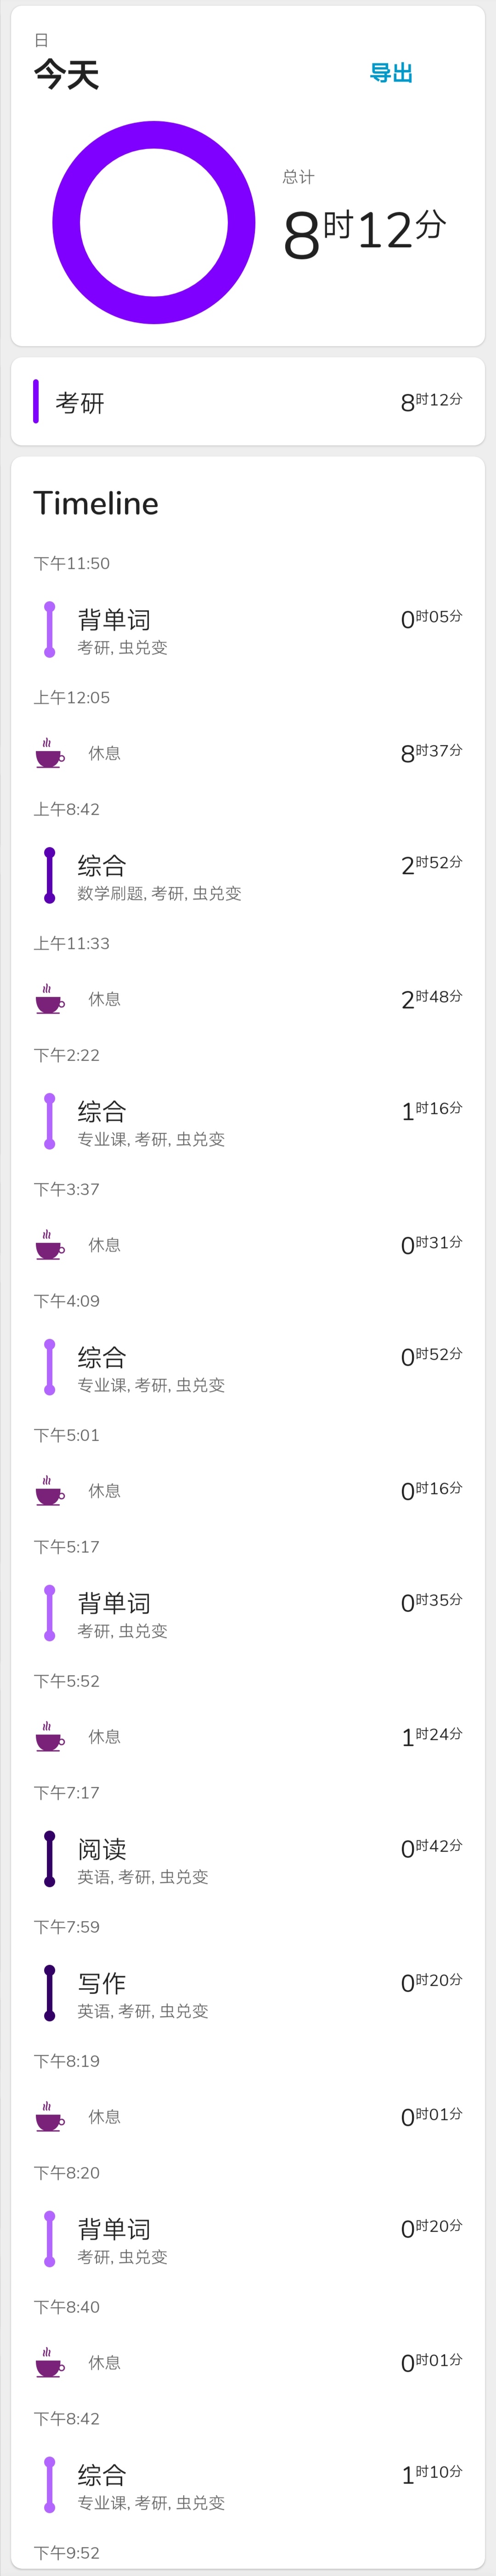 日
今天
导出
总计
8时12分
考研
8时12分
Timeline
下午11:50
背单词
0时05分
考研, 虫兑变
上午12:05
休息
8时37分
上午8:42
综合
2时52分
数学刷题, 考研, 虫兑变
上午11:33
休息
2时48分
下午2:22
综合
1时16分
专业课, 考研, 虫兑变
下午3:37
休息
0时31分
下午4:09
综合
0时52分
专业课, 考研, 虫兑变
下午5:01
休息
0时16分
下午5:17
背单词
0时35分
考研, 虫兑变
下午5:52
休息
1时24分
下午7:17
阅读
0时42分
英语, 考研, 虫兑变
下午7:59
写作
0时20分
英语, 考研, 虫兑变
下午8:19
休息
0时01分
下午8:20
背单词
0时20分
考研, 虫兑变
下午8:40
休息
0时01分
下午8:42
综合
1时10分
专业课, 考研, 虫兑变
下午9:52